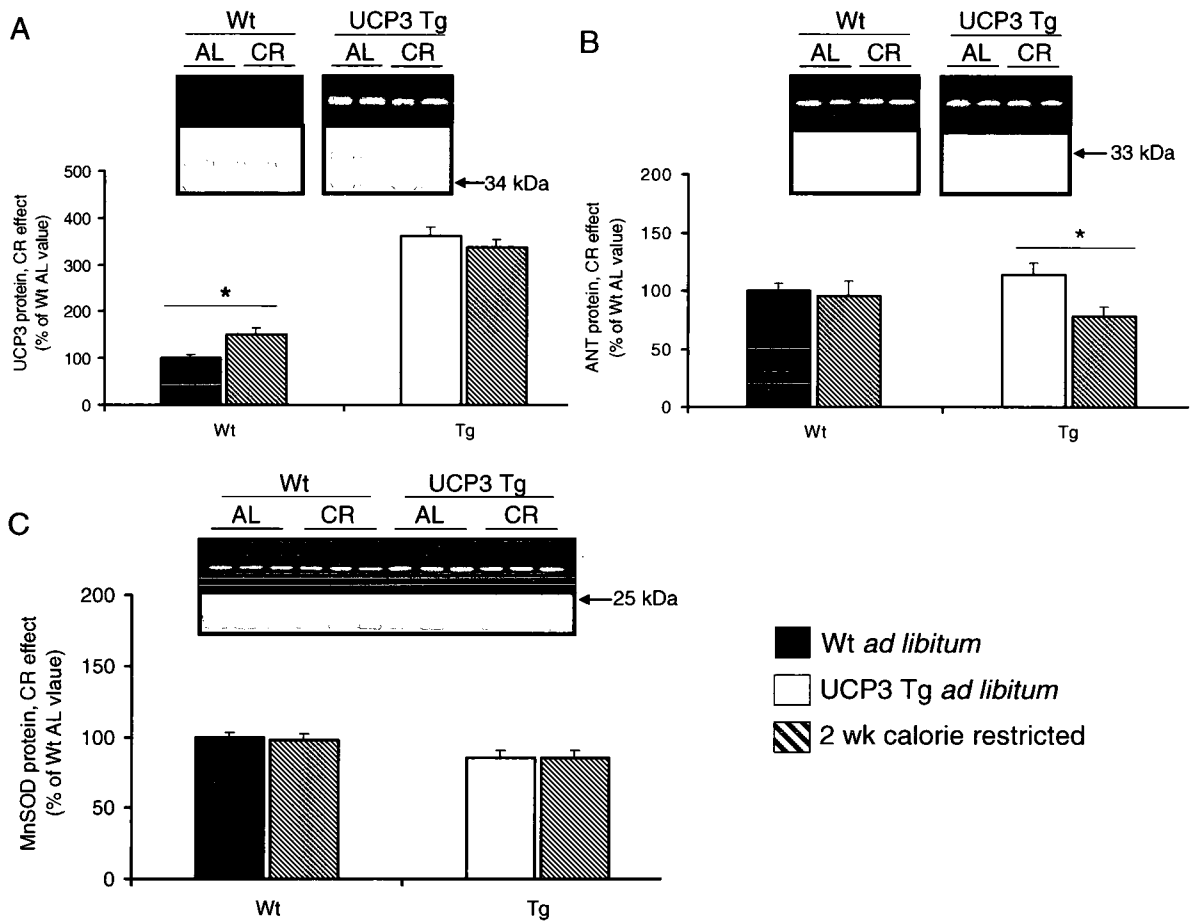 A
Wt
UCP3 Tg
AL CR AL CR
34 kDa
UCP3 protein, CR effect
(% of Wt AL value)
500
400
300
200
100
0
*
Wt
Tg
B
Wt
UCP3 Tg
AL CR AL CR
33 kDa
ANT protein, CR effect
(% of Wt AL value)
200
150
100
50
0
*
Wt
Tg
C
Wt
UCP3 Tg
AL CR AL CR
25 kDa
MnSOD protein, CR effect
(% of Wt AL vlaue)
200
150
100
50
0
Wt
Tg
Wt ad libitum
UCP3 Tg ad libitum
2 wk calorie restricted